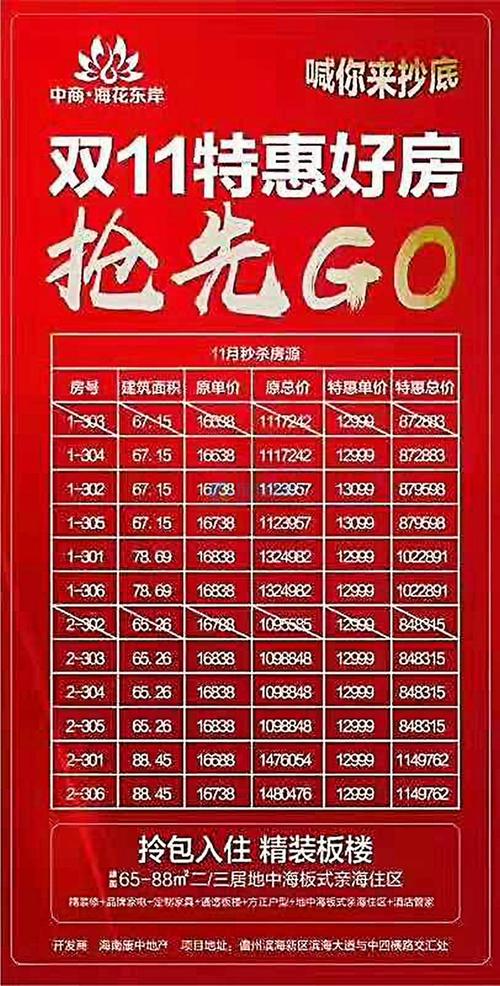 中商·海花东岸
喊你来抄底
双11特惠好房
抢先GO
11月秒杀房源
房号 建筑面积 原单价 原总价 特惠单价 特惠总价
1-303 67.15 16638 1117242 12999 872883
1-304 67.15 16638 1117242 12999 872883
1-302 67.15 16738 1123957 13099 879598
1-305 67.15 16738 1123957 13099 879598
1-301 78.69 16838 1324982 12999 1022891
1-306 78.69 16838 1324982 12999 1022891
2-302 65.26 16788 1095585 12999 848315
2-303 65.26 16838 1098848 12999 848315
2-304 65.26 16838 1098848 12999 848315
2-305 65.26 16838 1098848 12999 848315
2-301 88.45 16688 1476054 12999 1149762
2-306 88.45 16738 1480476 12999 1149762
拎包入住 精装板楼
建面65-88㎡二/三居地中海板式亲海住区
精装修+品牌家电+定制家具+通透板楼+方正户型+地中海板式亲海住区+酒店管家
开发商 海南康中地产 项目地址：儋州滨海新区滨海大道与中四横路交汇处